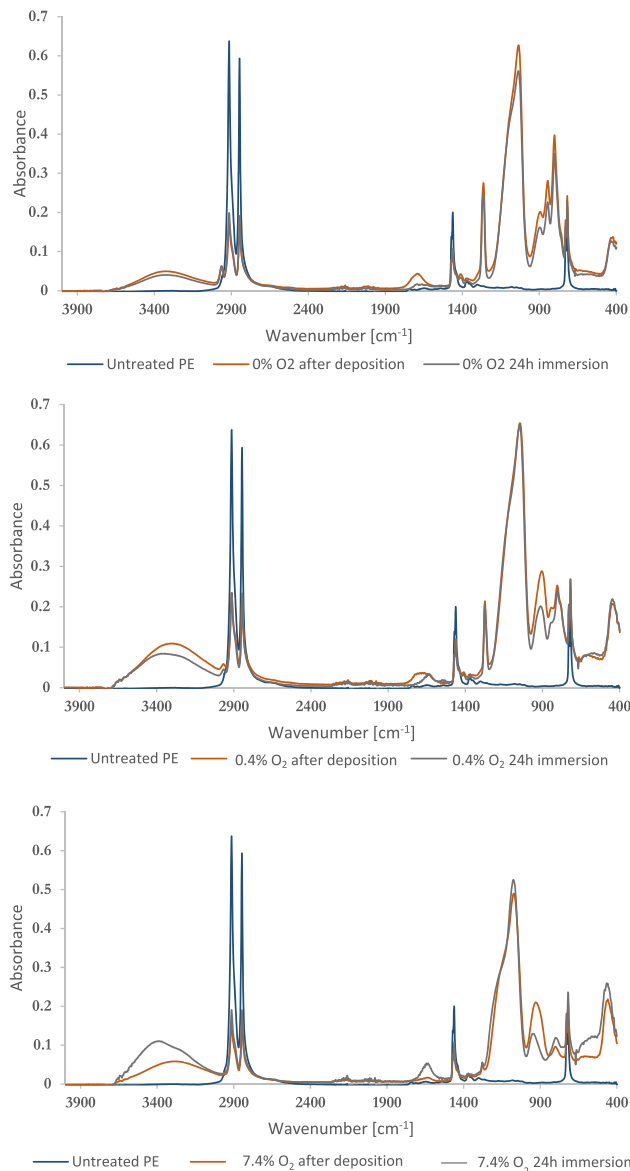 0.7
0.6
0.5
0.4
0.3
0.2
0.1
0
Absorbance
3900 3400 2900 2400 1900 1400 900 400
Wavenumber [cm-1]
Untreated PE 0% O2 after deposition 0% O2 24h immersion
0.7
0.6
0.5
0.4
0.3
0.2
0.1
0
Absorbance
3900 3400 2900 2400 1900 1400 900 400
Wavenumber [cm-1]
Untreated PE 0.4% O2 after deposition 0.4% O2 24h immersion
0.7
0.6
0.5
0.4
0.3
0.2
0.1
0
Absorbance
3900 3400 2900 2400 1900 1400 900 400
Wavenumber [cm-1]
Untreated PE 7.4% O2 after deposition 7.4% O2 24h immersion